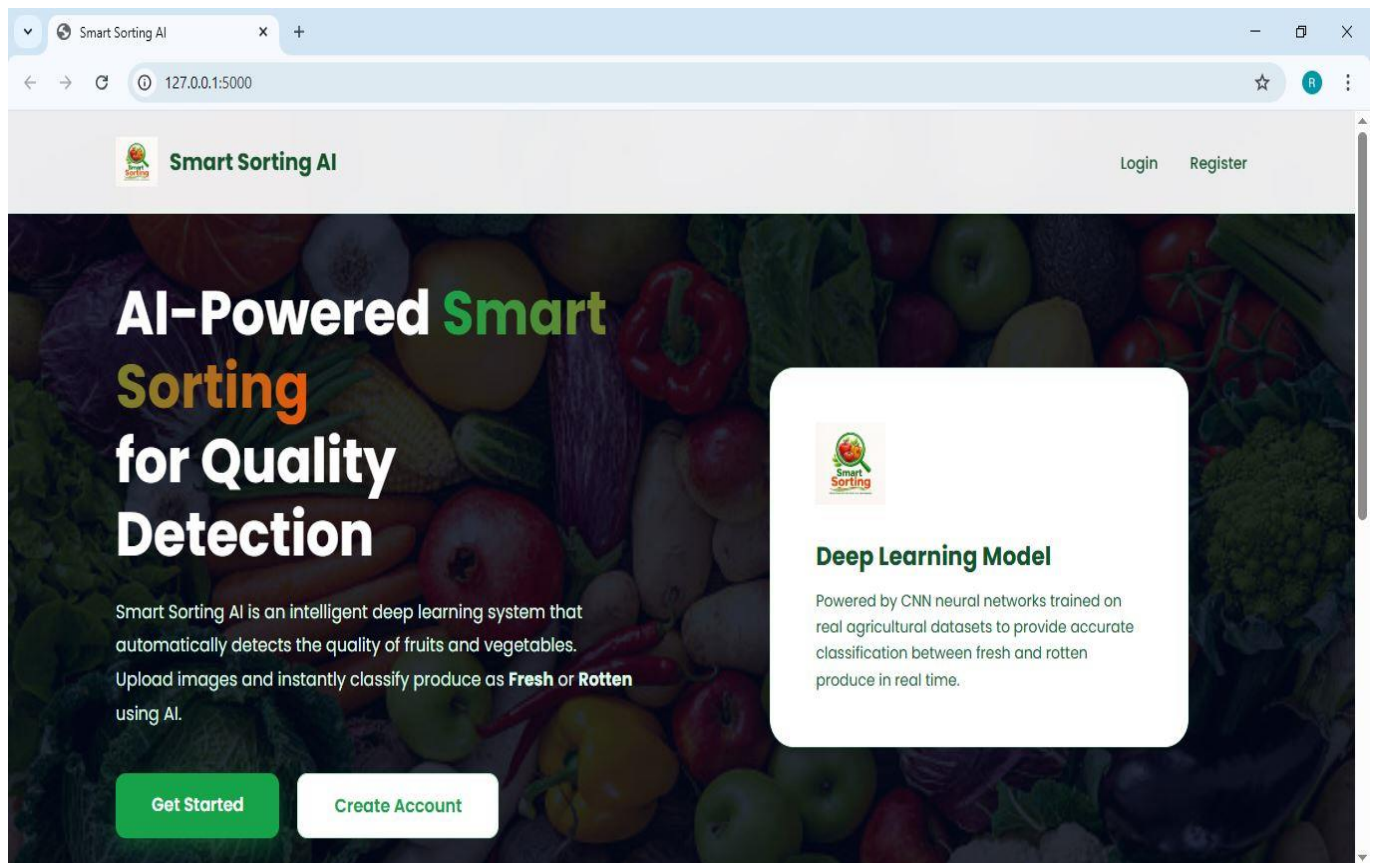 Smart Sorting AI
127.0.0.1:5000
R
Smart
Sorting
Smart Sorting AI
Login
Register
AI-Powered Smart
Sorting
for Quality
Detection
Smart Sorting AI is an intelligent deep learning system that
automatically detects the quality of fruits and vegetables.
Upload images and instantly classify produce as Fresh or Rotten
using AI.
Get Started
Create Account
Smart
Sorting
Deep Learning Model
Powered by CNN neural networks trained on
real agricultural datasets to provide accurate
classification between fresh and rotten
produce in real time.